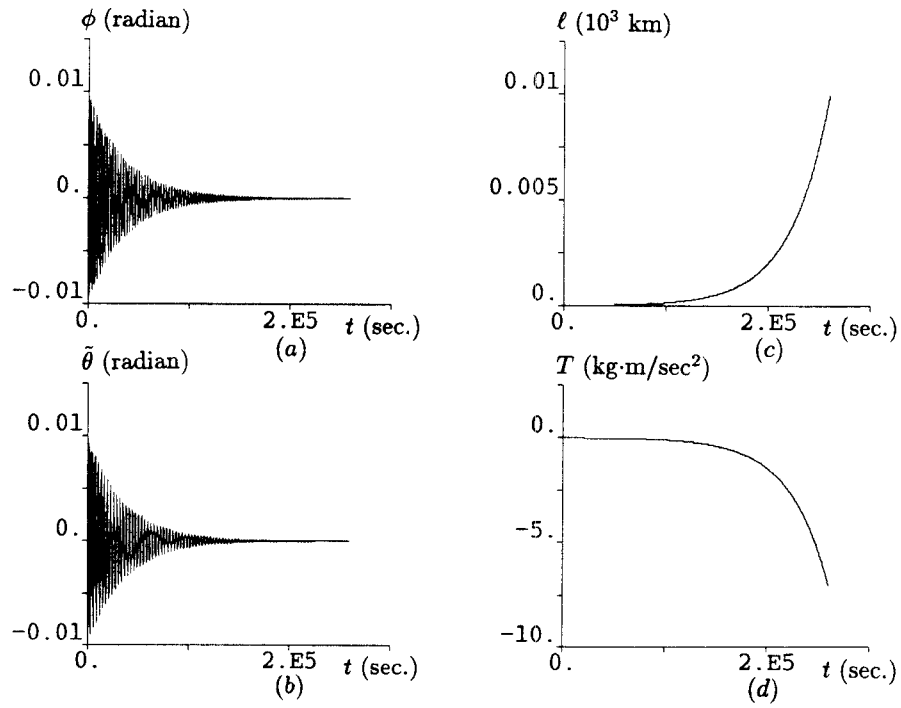 ϕ (radian)
0.01
0.
−0.01
0.
2.E5
t (sec.)
(a)
ℓ (10³ km)
0.01
0.005
0.
0.
2.E5
t (sec.)
(c)
θ̃ (radian)
0.01
0.
−0.01
0.
2.E5
t (sec.)
(b)
T (kg·m/sec²)
0.
−5.
−10.
0.
2.E5
t (sec.)
(d)